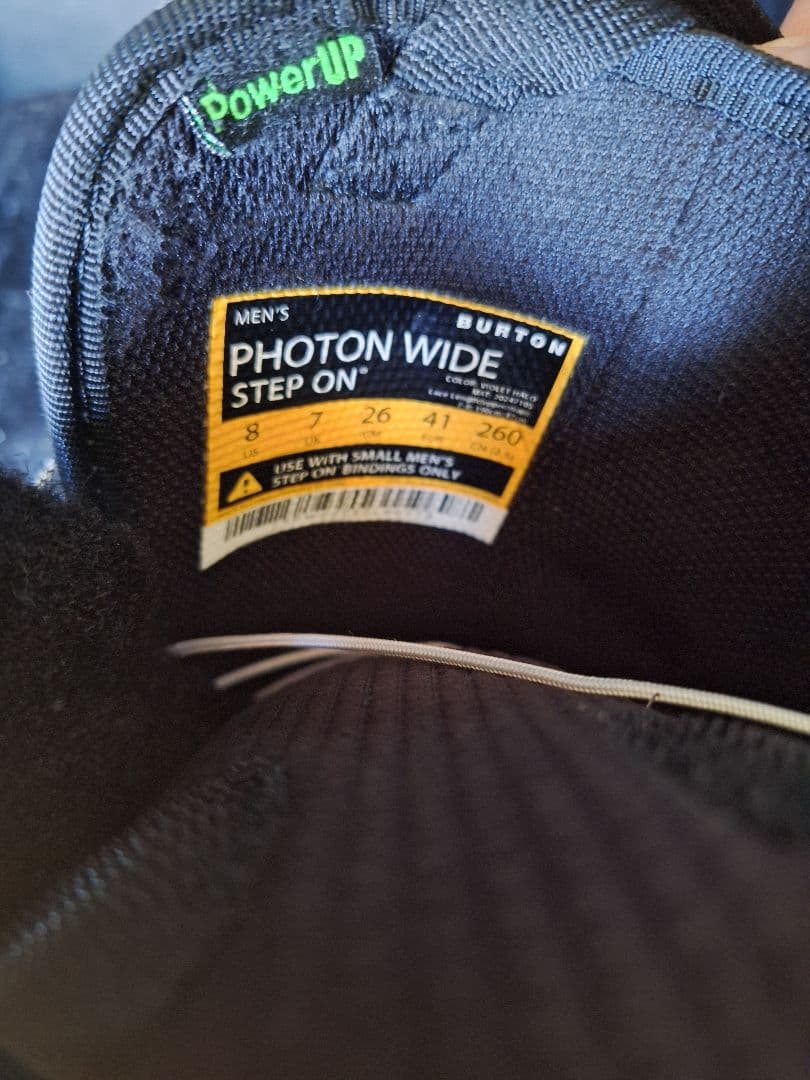 PowerUP
MEN'S
BURTON
PHOTON WIDE
STEP ON™
COLOR: VIOLET HALO
8 7 26 41 260
US UK CM EUR
USE WITH SMALL MEN'S
STEP ON® BINDINGS ONLY